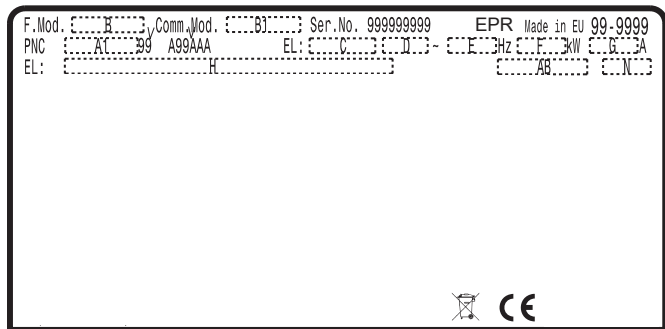 F.Mod. B Comm.Mod. B1 Ser.No. 999999999 EPR Made in EU 99-9999
PNC A1 99 A99AAA EL: C D ~ E Hz F kW G A
EL: H AB N
CE